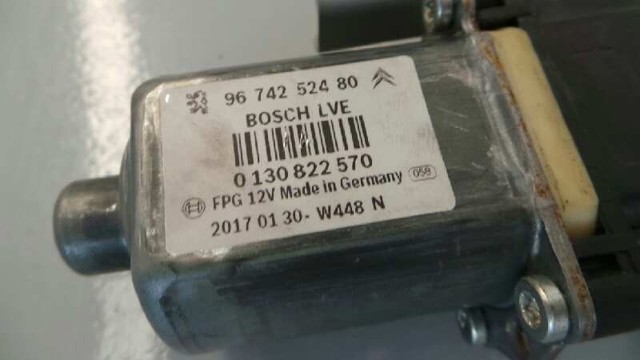 96 742 524 80
BOSCH LVE
0 130 822 570
FPG 12V Made in Germany 058
2017 01 30- W448 N